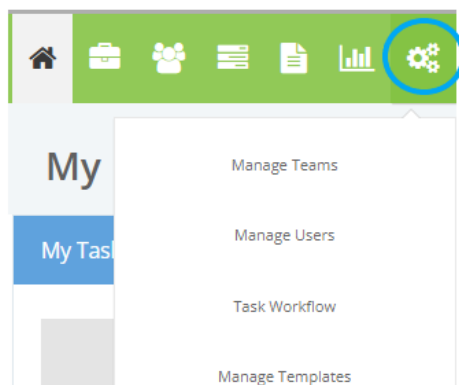 My
Manage Teams
Manage Users
My Tas
Task Workflow
Manage Templates